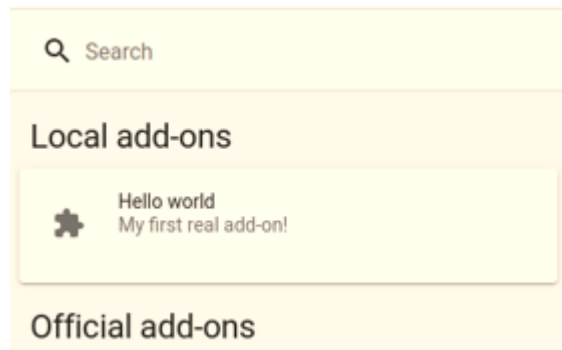 Search
Local add-ons
Hello world
My first real add-on!
Official add-ons